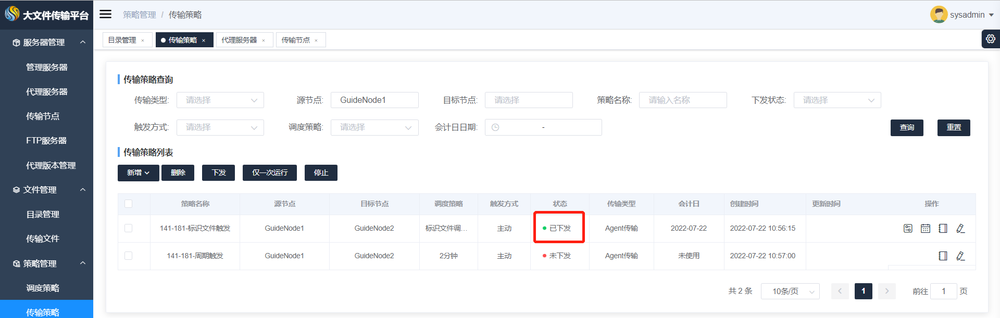 大文件传输平台
策略管理 / 传输策略
sysadmin
目录管理 ×
传输策略 ×
代理服务器 ×
传输节点 ×
服务器管理
管理服务器
代理服务器
传输节点
FTP服务器
代理版本管理
文件管理
目录管理
传输文件
策略管理
调度策略
传输策略
传输策略查询
传输类型: 请选择 源节点: GuideNode1 目标节点: 请选择 策略名称: 请输入名称 下发状态: 请选择
触发方式: 请选择 调度策略: 请选择 会计日日期: - 查询 重置
传输策略列表
新增 删除 下发 仅一次运行 停止
策略名称 源节点 目标节点 调度策略 触发方式 状态 传输类型 会计日 创建时间 更新时间 操作
141-181-标识文件触发 GuideNode1 GuideNode2 标识文件调... 主动 已下发 Agent传输 2022-07-22 2022-07-22 10:56:15
141-181-周期触发 GuideNode1 GuideNode2 2分钟 主动 未下发 Agent传输 未使用 2022-07-22 10:57:00
共 2 条 10条/页 1 前往 1 页